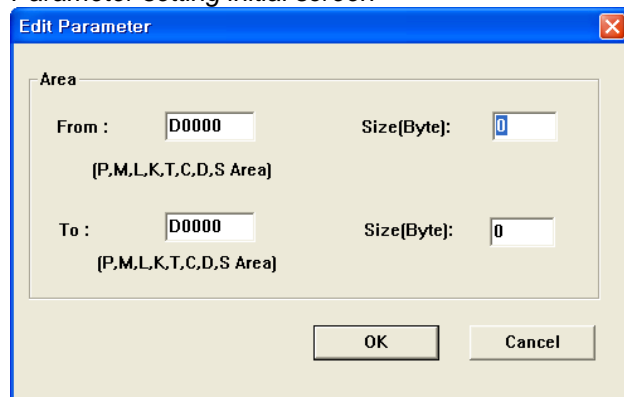 Parameter setting initial screen
Edit Parameter
Area
From : D0000 Size(Byte): 0
(P,M,L,K,T,C,D,S Area)
To : D0000 Size(Byte): 0
(P,M,L,K,T,C,D,S Area)
OK Cancel